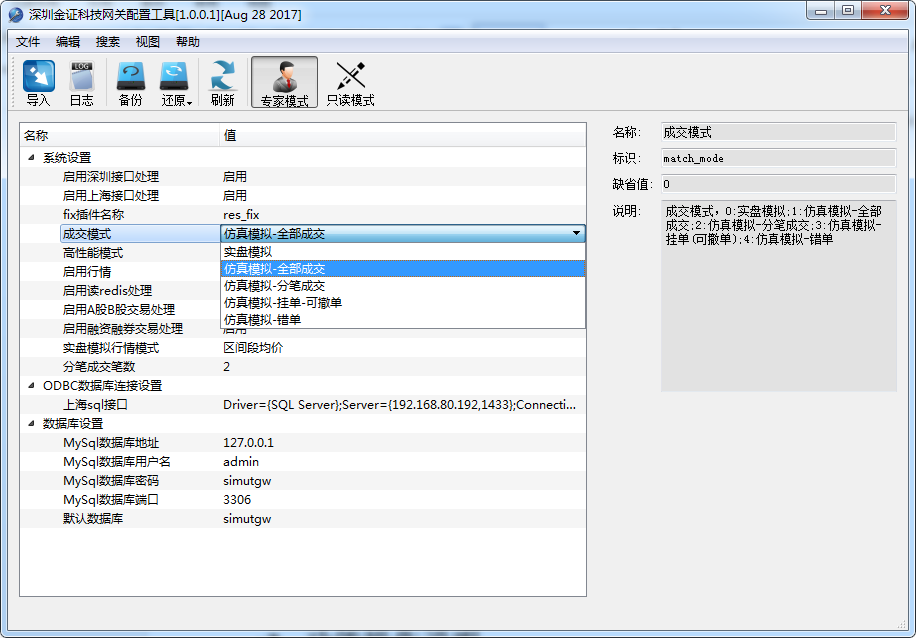 深圳金证科技网关配置工具[1.0.0.1][Aug 28 2017]
文件 编辑 搜索 视图 帮助
LOG
导入 日志 备份 还原 刷新 专家模式 只读模式
名称 值
系统设置
启用深圳接口处理 启用
启用上海接口处理 启用
fix插件名称 res_fix
成交模式 仿真模拟-全部成交
高性能模式 实盘模拟
启用行情 仿真模拟-全部成交
启用读redis处理 仿真模拟-分笔成交
启用A股B股交易处理 仿真模拟-挂单-可撤单
仿真模拟-错单
启用融资融券交易处理 启用
实盘模拟行情模式 区间段均价
分笔成交笔数 2
ODBC数据库连接设置
上海sql接口 Driver={SQL Server};Server={192.168.80.192,1433};Connecti...
数据库设置
MySql数据库地址 127.0.0.1
MySql数据库用户名 admin
MySql数据库密码 simutgw
MySql数据库端口 3306
默认数据库 simutgw
名称: 成交模式
标识: match_mode
缺省值: 0
说明: 成交模式，0:实盘模拟;1:仿真模拟-全部
成交;2:仿真模拟-分笔成交;3:仿真模拟-
挂单(可撤单);4:仿真模拟-错单